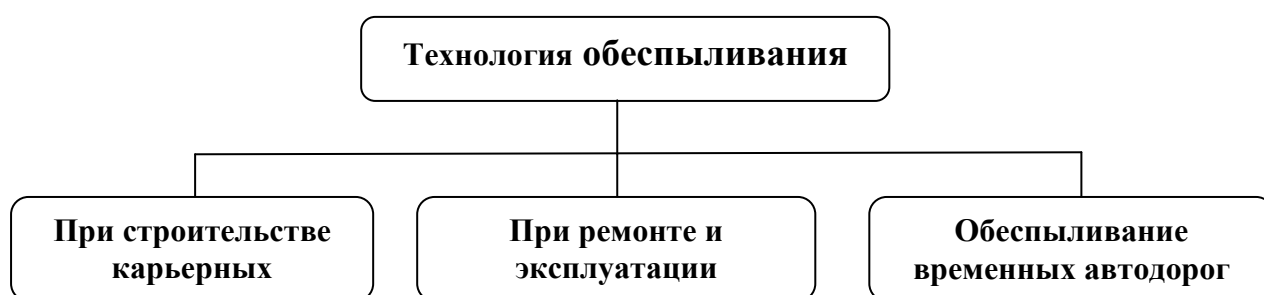 Технология обеспыливания
При строительстве
карьерных
При ремонте и
эксплуатации
Обеспыливание
временных автодорог